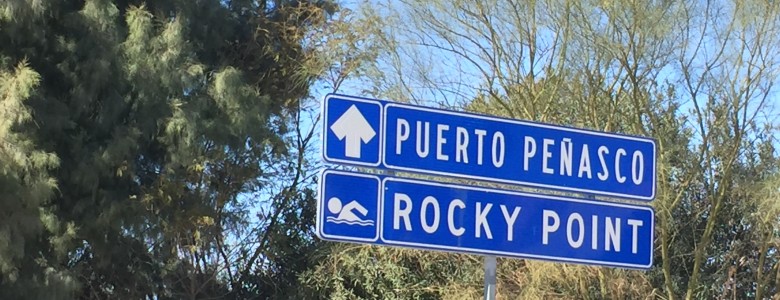 PUERTO PEÑASCO
ROCKY POINT